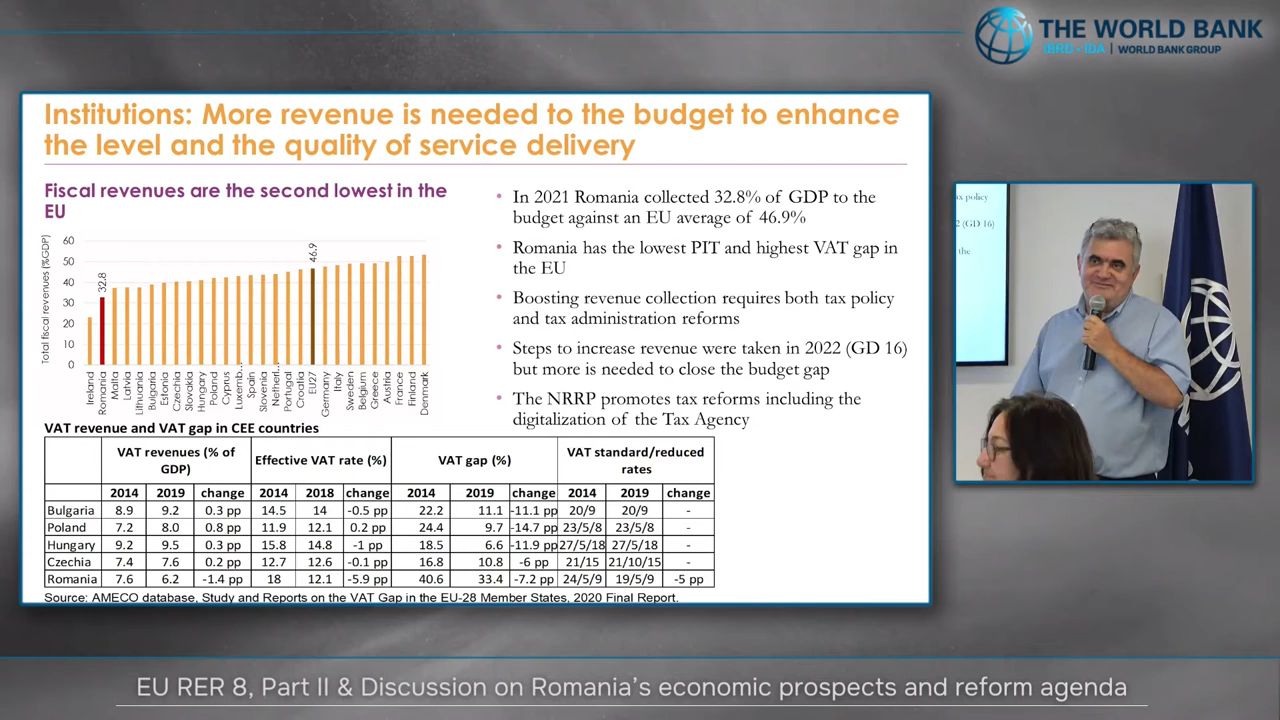 THE WORLD BANK
IBRD • IDA | WORLD BANK GROUP
Institutions: More revenue is needed to the budget to enhance
the level and the quality of service delivery
Fiscal revenues are the second lowest in the
EU
Total fiscal revenues (%GDP)
60
50
40
30
20
10
0
32.8
46.9
Ireland
Romania
Malta
Latvia
Lithuania
Bulgaria
Estonia
Czechia
Slovakia
Hungary
Poland
Cyprus
Luxemb...
Spain
Slovenia
Netherl...
Portugal
Croatia
EU27
Germany
Italy
Sweden
Belgium
Greece
Austria
France
Finland
Denmark
• In 2021 Romania collected 32.8% of GDP to the
budget against an EU average of 46.9%
• Romania has the lowest PIT and highest VAT gap in
the EU
• Boosting revenue collection requires both tax policy
and tax administration reforms
• Steps to increase revenue were taken in 2022 (GD 16)
but more is needed to close the budget gap
• The NRRP promotes tax reforms including the
digitalization of the Tax Agency
VAT revenue and VAT gap in CEE countries
VAT revenues (% of GDP) Effective VAT rate (%) VAT gap (%) VAT standard/reduced rates
2014 2019 change 2014 2018 change 2014 2019 change 2014 2019 change
Bulgaria 8.9 9.2 0.3 pp 14.5 14 -0.5 pp 22.2 11.1 -11.1 pp 20/9 20/9 -
Poland 7.2 8.0 0.8 pp 11.9 12.1 0.2 pp 24.4 9.7 -14.7 pp 23/5/8 23/5/8 -
Hungary 9.2 9.5 0.3 pp 15.8 14.8 -1 pp 18.5 6.6 -11.9 pp 27/5/18 27/5/18 -
Czechia 7.4 7.6 0.2 pp 12.7 12.6 -0.1 pp 16.8 10.8 -6 pp 21/15 21/10/15 -
Romania 7.6 6.2 -1.4 pp 18 12.1 -5.9 pp 40.6 33.4 -7.2 pp 24/5/9 19/5/9 -5 pp
Source: AMECO database, Study and Reports on the VAT Gap in the EU-28 Member States, 2020 Final Report.
x policy
(GD 16)
the
EU RER 8, Part II & Discussion on Romania's economic prospects and reform agenda